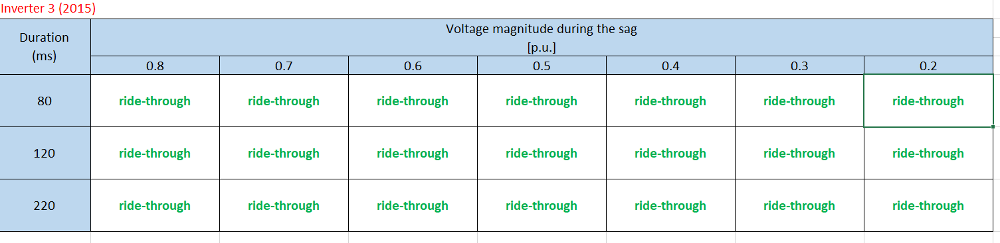 Inverter 3 (2015)
Duration
(ms)
Voltage magnitude during the sag
[p.u.]
0.8 0.7 0.6 0.5 0.4 0.3 0.2
80 ride-through ride-through ride-through ride-through ride-through ride-through ride-through
120 ride-through ride-through ride-through ride-through ride-through ride-through ride-through
220 ride-through ride-through ride-through ride-through ride-through ride-through ride-through